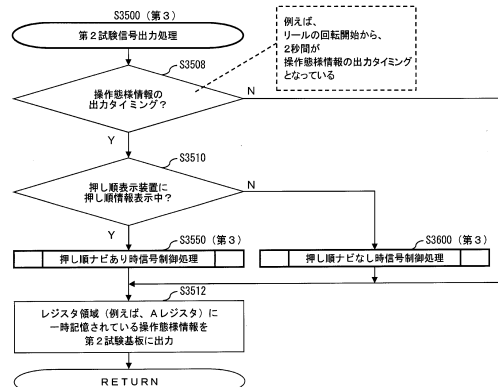 S3500（第３）
第２試験信号出力処理
例えば、
リールの回転開始から、
２秒間が
操作態様情報の出力タイミング
となっている
S3508
操作態様情報の
出力タイミング？
N
Y
S3510
押し順表示装置に
押し順情報表示中？
N
Y
S3550（第３）
押し順ナビあり時信号制御処理
S3600（第３）
押し順ナビなし時信号制御処理
S3512
レジスタ領域（例えば、Ａレジスタ）に
一時記憶されている操作態様情報を
第２試験基板に出力
RETURN